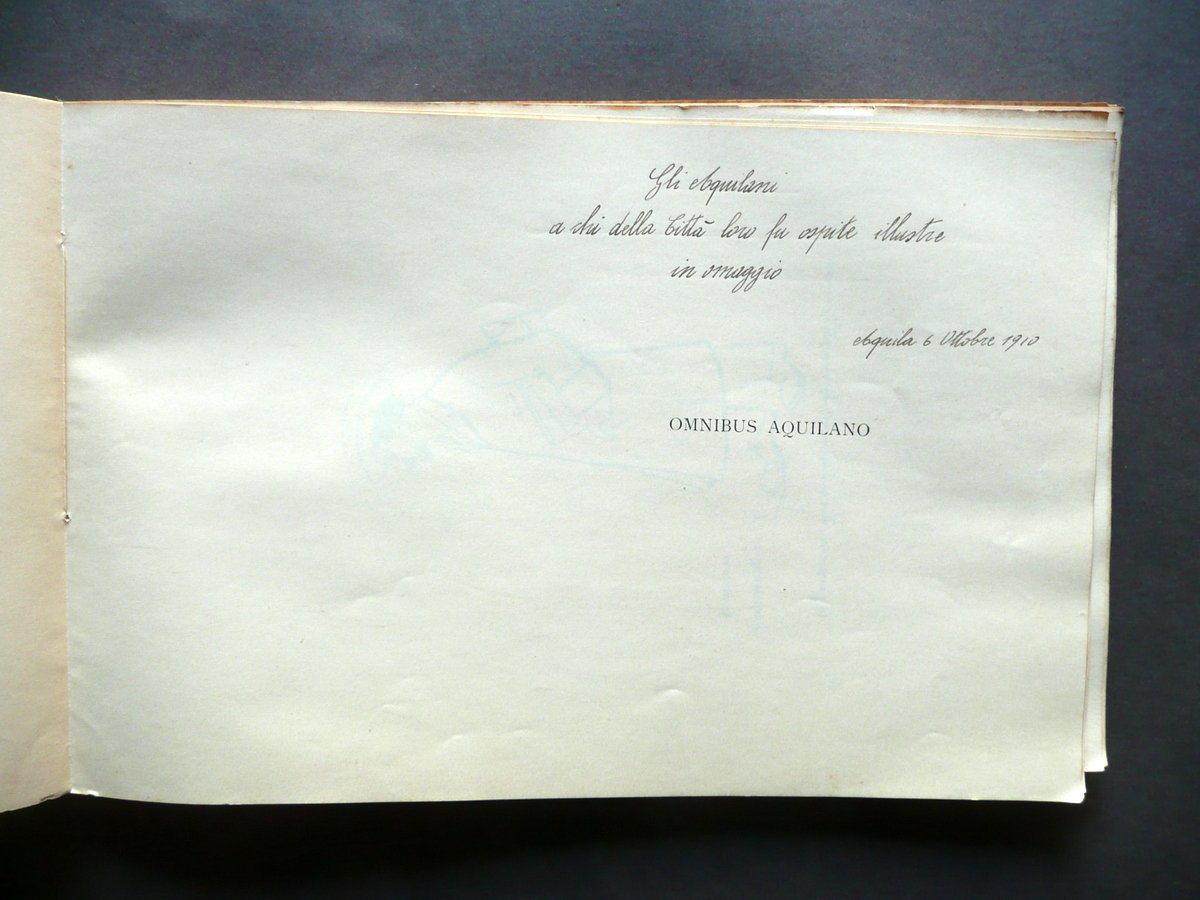 Gli Aquilani
a chi della Città loro fu ospite illustre
in omaggio
Aquila 6 Ottobre 1910
OMNIBUS AQUILANO